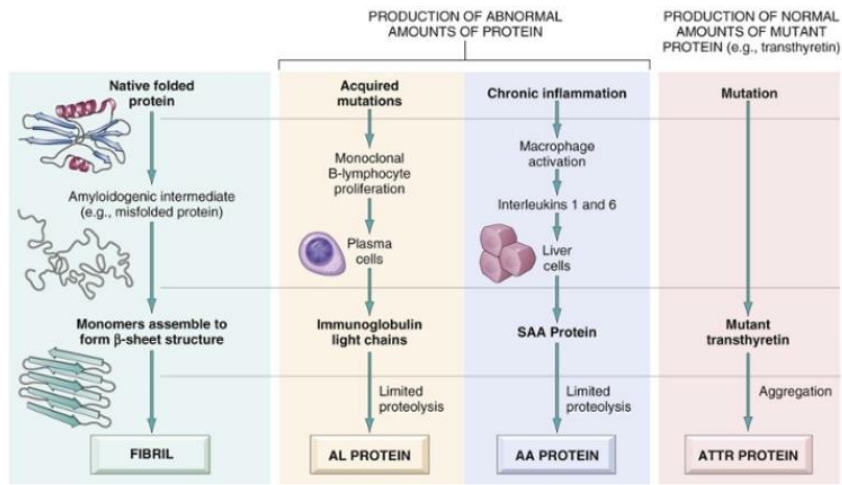 PRODUCTION OF ABNORMAL
AMOUNTS OF PROTEIN
PRODUCTION OF NORMAL
AMOUNTS OF MUTANT
PROTEIN (e.g., transthyretin)
Native folded
protein
Amyloidogenic intermediate
(e.g., misfolded protein)
Monomers assemble to
form β-sheet structure
FIBRIL
Acquired
mutations
Monoclonal
B-lymphocyte
proliferation
Plasma
cells
Immunoglobulin
light chains
Limited
proteolysis
AL PROTEIN
Chronic inflammation
Macrophage
activation
Interleukins 1 and 6
Liver
cells
SAA Protein
Limited
proteolysis
AA PROTEIN
Mutation
Mutant
transthyretin
Aggregation
ATTR PROTEIN